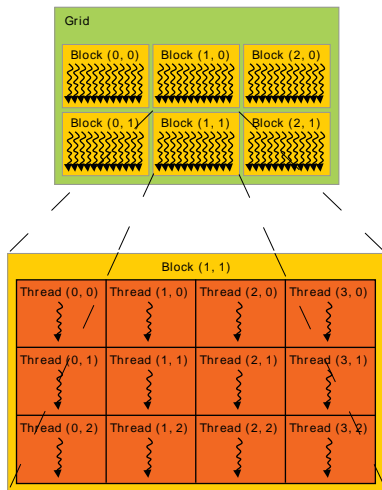 Grid
Block (0, 0) Block (1, 0) Block (2, 0)
Block (0, 1) Block (1, 1) Block (2, 1)
Block (1, 1)
Thread (0, 0) Thread (1, 0) Thread (2, 0) Thread (3, 0)
Thread (0, 1) Thread (1, 1) Thread (2, 1) Thread (3, 1)
Thread (0, 2) Thread (1, 2) Thread (2, 2) Thread (3, 2)